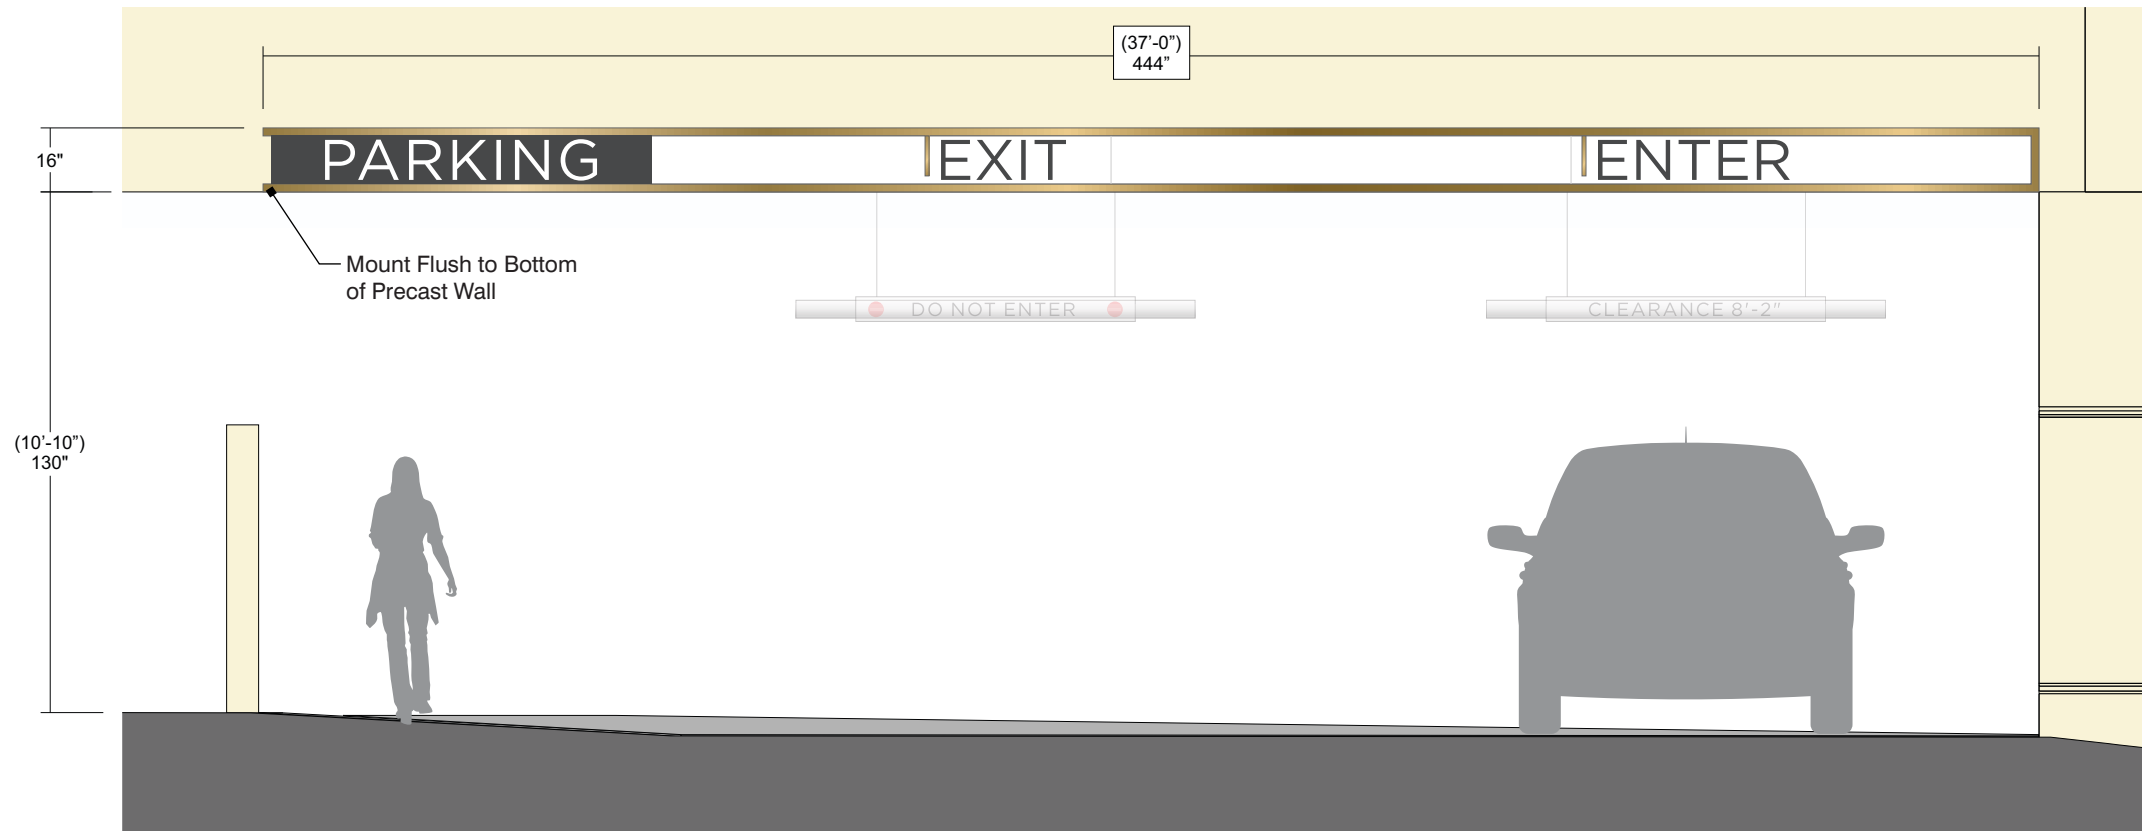 (37’-0”)
444”
16"
PARKING
EXIT
ENTER
Mount Flush to Bottom
of Precast Wall
DO NOT ENTER
CLEARANCE 8'-2"
(10’-10”)
130"